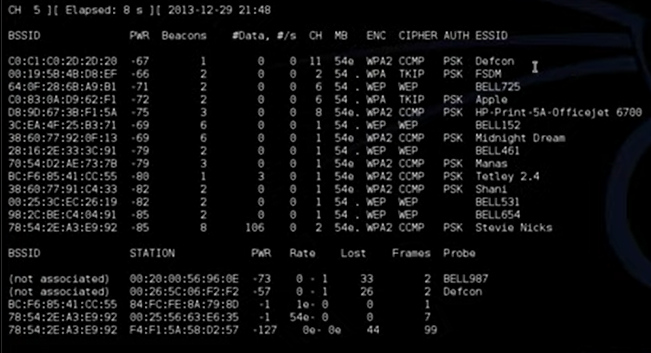 CH  5 ][ Elapsed: 8 s ][ 2013-12-29 21:48
BSSID              PWR  Beacons    #Data, #/s  CH  MB   ENC  CIPHER AUTH ESSID
C0:C1:C0:2D:2D:20  -67        1        0    0  11  54e  WPA2 CCMP   PSK  Defcon
00:19:5B:4B:D8:EF  -66        2        0    0   2  54 . WPA  TKIP   PSK  FSDM
64:0F:28:6B:A9:B1  -71        2        0    0   6  54 . WEP  WEP         BELL725
C0:83:0A:D9:62:F1  -72        2        0    0   6  54 . WPA  TKIP   PSK  Apple
D8:9D:67:3B:F1:5A  -75        3        0    0   8  54e. WPA2 CCMP   PSK  HP-Print-5A-Officejet 6700
3C:EA:4F:25:B3:71  -69        6        0    0   1  54 . WEP  WEP         BELL152
38:60:77:92:0F:13  -69        6        0    0   1  54 . WPA2 CCMP   PSK  Midnight Dream
28:16:2E:33:3C:91  -79        2        0    0   1  54 . WEP  WEP         BELL461
70:54:D2:AE:73:7B  -79        3        0    0   1  54e  WPA2 CCMP   PSK  Manas
BC:F6:85:41:CC:55  -80        1        3    0   1  54e  WPA2 CCMP   PSK  Tetley 2.4
38:60:77:91:C4:33  -82        2        0    0   1  54e  WPA2 CCMP   PSK  Shani
00:25:3C:EC:26:19  -82        2        0    0   1  54 . WEP  WEP         BELL531
98:2C:BE:C4:04:91  -85        2        0    0   1  54 . WEP  WEP         BELL654
78:54:2E:A3:E9:92  -85        8      106    0   2  54e. WPA2 CCMP   PSK  Stevie Nicks
BSSID              STATION            PWR   Rate    Lost    Frames  Probe
(not associated)   00:20:00:56:96:0E  -73    0 - 1     33        2  BELL987
(not associated)   00:26:5C:06:F2:F2  -57    0 - 1     26        2  Defcon
BC:F6:85:41:CC:55  84:FC:FE:8A:79:8D   -1    1e- 0      0        1
78:54:2E:A3:E9:92  00:25:56:63:E6:35   -1   54e- 0      0        7
78:54:2E:A3:E9:92  F4:F1:5A:58:D2:57  -127    0e- 0e    44       99